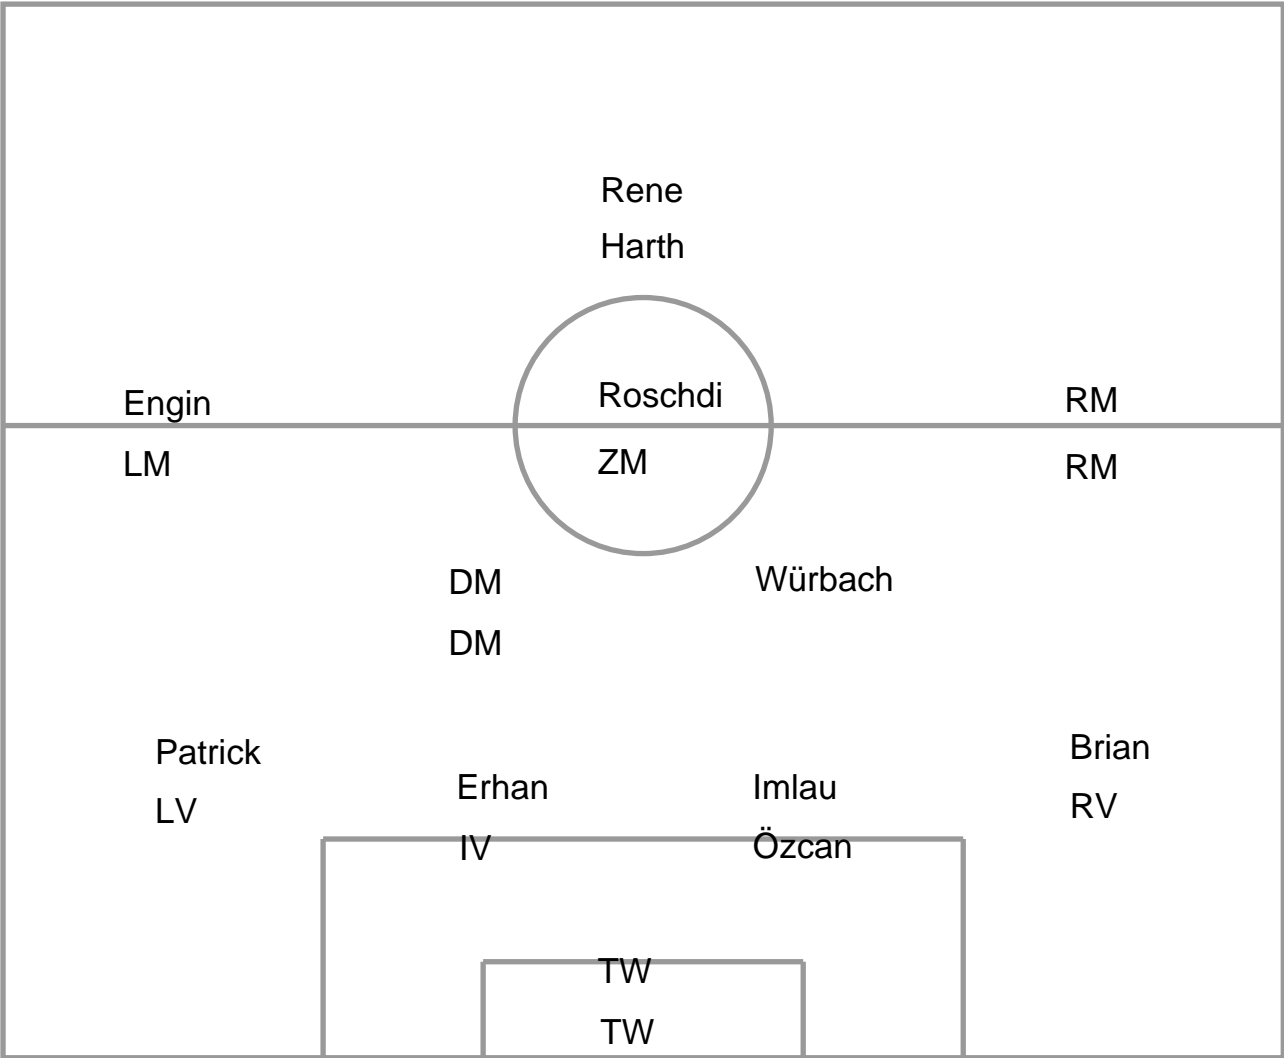 Rene
Harth
Engin
LM
Roschdi
ZM
RM
RM
DM
DM
Würbach
Patrick
LV
Erhan
IV
Imlau
Özcan
Brian
RV
TW
TW